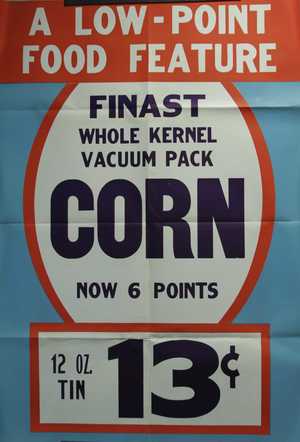 A LOW-POINT
FOOD FEATURE
FINAST
WHOLE KERNEL
VACUUM PACK
CORN
NOW 6 POINTS
12 OZ.
TIN
13¢